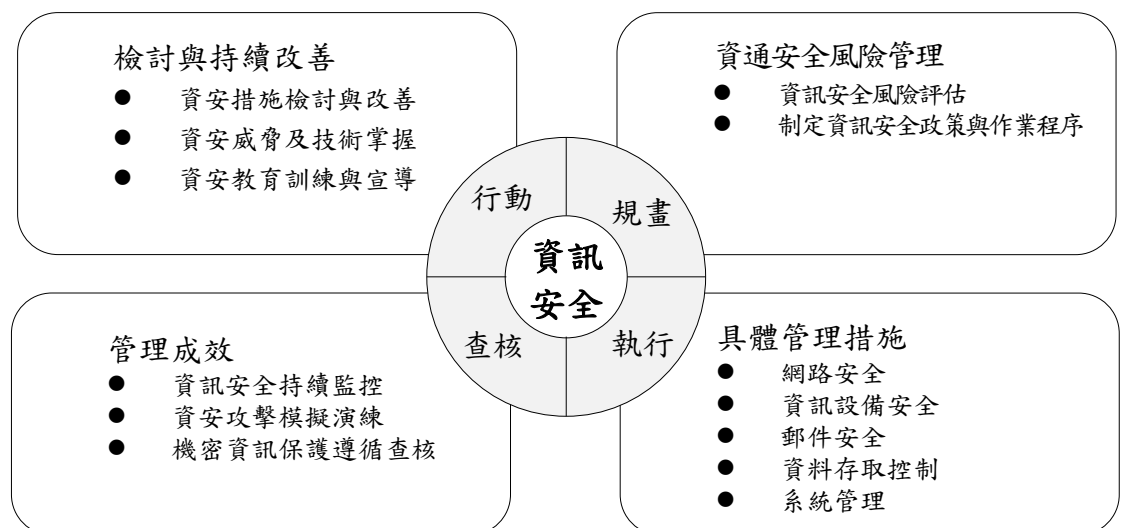 檢討與持續改善
● 資安措施檢討與改善
● 資安威脅及技術掌握
● 資安教育訓練與宣導
資通安全風險管理
● 資訊安全風險評估
● 制定資訊安全政策與作業程序
行動
規畫
資訊
安全
查核
執行
管理成效
● 資訊安全持續監控
● 資安攻擊模擬演練
● 機密資訊保護遵循查核
具體管理措施
● 網路安全
● 資訊設備安全
● 郵件安全
● 資料存取控制
● 系統管理